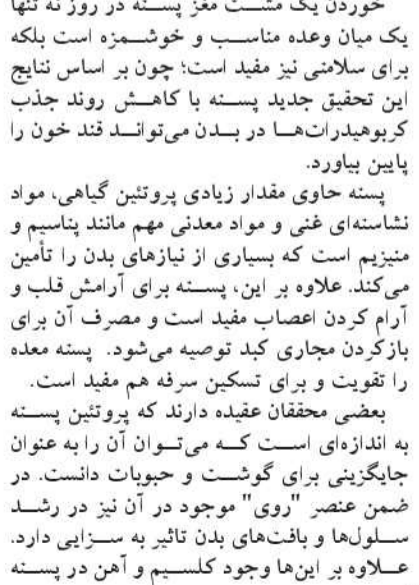 خوردن یک مشت مغز پسته در روز نه تنها
یک میان وعده مناسب و خوشمزه است بلکه
برای سلامتی نیز مفید است؛ چون بر اساس نتایج
این تحقیق جدید پسته با کاهش روند جذب
کربوهیدرات‌ها در بدن می‌تواند قند خون را
پایین بیاورد.
پسته حاوی مقدار زیادی پروتئین گیاهی، مواد
نشاسته‌ای غنی و مواد معدنی مهم مانند پتاسیم و
منیزیم است که بسیاری از نیازهای بدن را تأمین
می‌کند. علاوه بر این، پسته برای آرامش قلب و
آرام کردن اعصاب مفید است و مصرف آن برای
بازکردن مجاری کبد توصیه می‌شود. پسته معده
را تقویت و برای تسکین سرفه هم مفید است.
بعضی محققان عقیده دارند که پروتئین پسته
به اندازه‌ای است که می‌توان آن را به عنوان
جایگزینی برای گوشت و حبوبات دانست. در
ضمن عنصر "روی" موجود در آن نیز در رشد
سلول‌ها و بافت‌های بدن تاثیر به سزایی دارد.
علاوه بر این‌ها وجود کلسیم و آهن در پسته